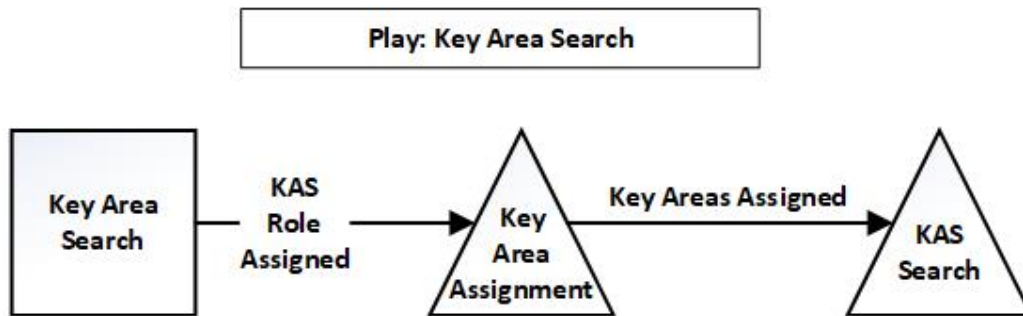 Play: Key Area Search
Key Area
Search
KAS
Role
Assigned
Key
Area
Assignment
Key Areas Assigned
KAS
Search